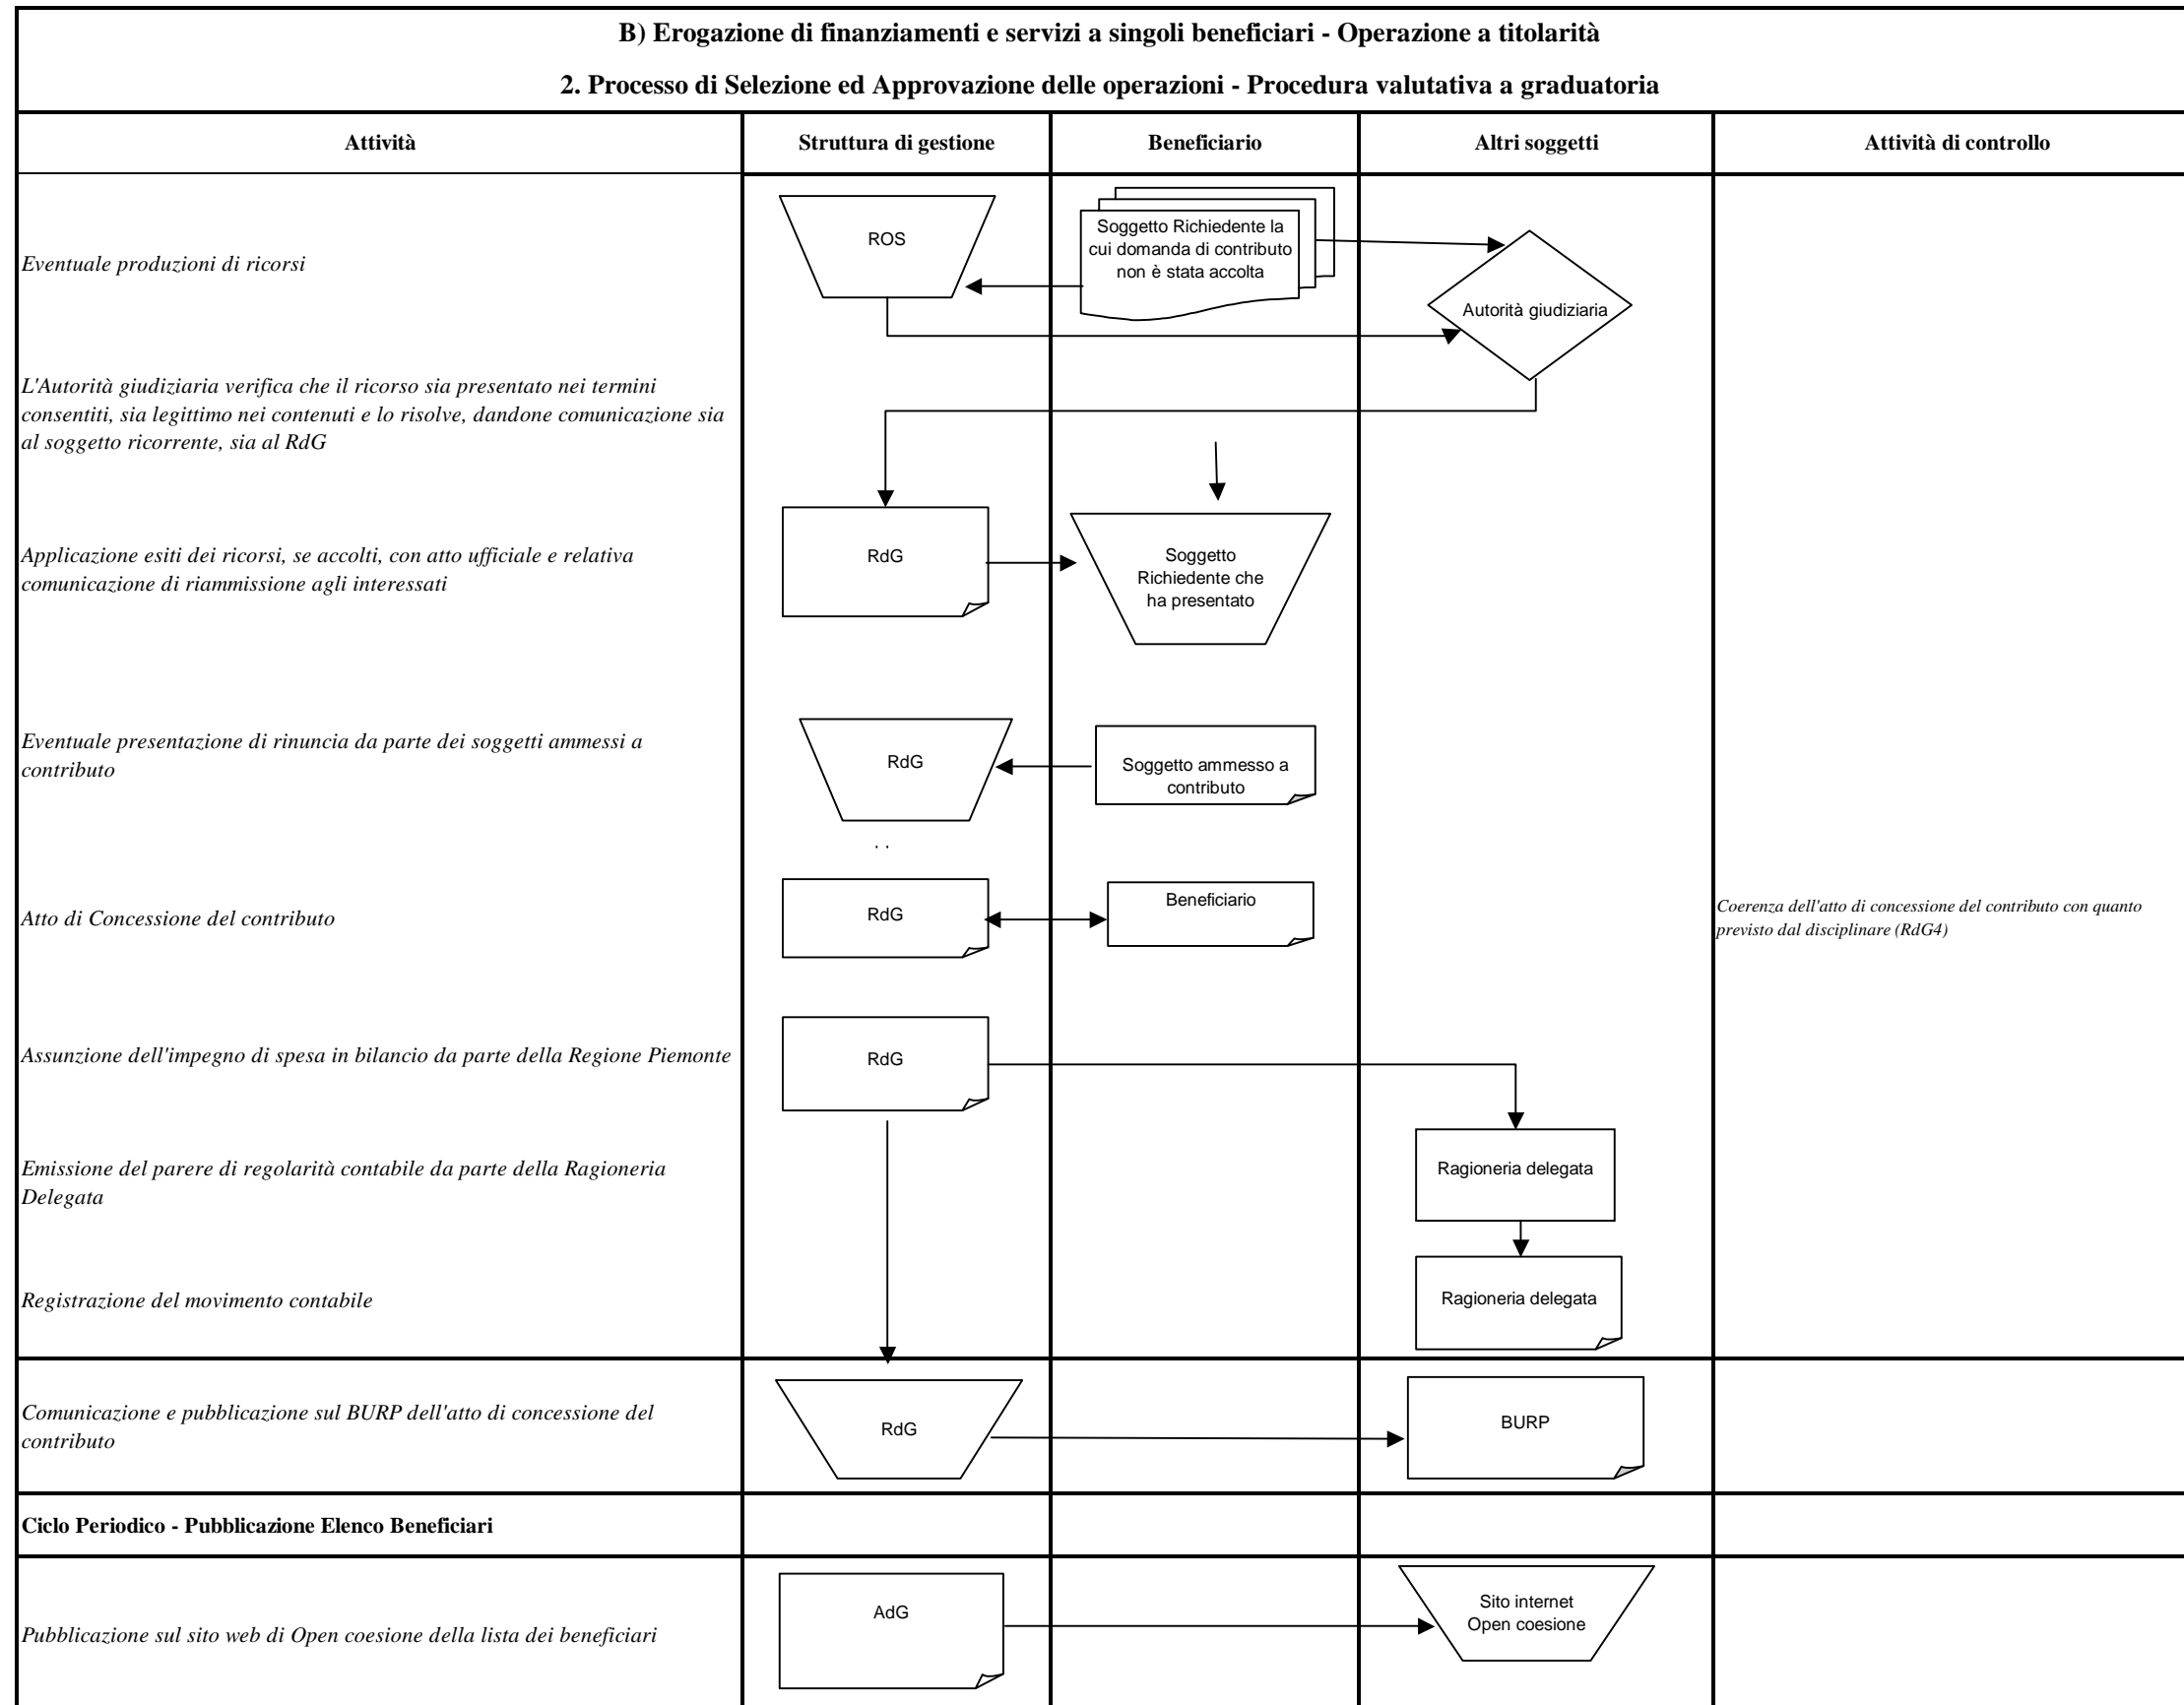 B) Erogazione di finanziamenti e servizi a singoli beneficiari - Operazione a titolarità
2. Processo di Selezione ed Approvazione delle operazioni - Procedura valutativa a graduatoria
Attività
Struttura di gestione
Beneficiario
Altri soggetti
Attività di controllo
Eventuale produzioni di ricorsi
ROS
Soggetto Richiedente la
cui domanda di contributo
non è stata accolta
Autorità giudiziaria
L'Autorità giudiziaria verifica che il ricorso sia presentato nei termini
consentiti, sia legittimo nei contenuti e lo risolve, dandone comunicazione sia
al soggetto ricorrente, sia al RdG
Applicazione esiti dei ricorsi, se accolti, con atto ufficiale e relativa
comunicazione di riammissione agli interessati
RdG
Soggetto
Richiedente che
ha presentato
Eventuale presentazione di rinuncia da parte dei soggetti ammessi a
contributo
RdG
Soggetto ammesso a
contributo
. .
Atto di Concessione del contributo
RdG
Beneficiario
Coerenza dell'atto di concessione del contributo con quanto
previsto dal disciplinare (RdG4)
Assunzione dell'impegno di spesa in bilancio da parte della Regione Piemonte
RdG
Emissione del parere di regolarità contabile da parte della Ragioneria
Delegata
Ragioneria delegata
Registrazione del movimento contabile
Ragioneria delegata
Comunicazione e pubblicazione sul BURP dell'atto di concessione del
contributo
RdG
BURP
Ciclo Periodico - Pubblicazione Elenco Beneficiari
Pubblicazione sul sito web di Open coesione della lista dei beneficiari
AdG
Sito internet
Open coesione